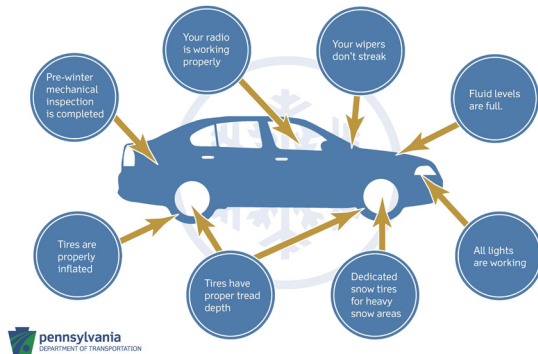 Your radio
is working
properly
Your wipers
don't streak
Pre-winter
mechanical
inspection
is completed
Fluid levels
are full.
Tires are
properly
inflated
Tires have
proper tread
depth
Dedicated
snow tires
for heavy
snow areas
All lights
are working
pennsylvania
DEPARTMENT OF TRANSPORTATION